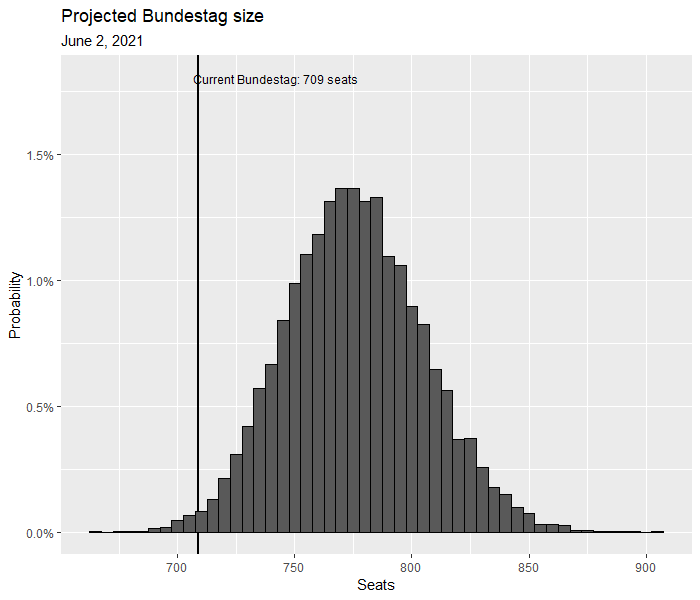 Projected Bundestag size
June 2, 2021
Current Bundestag: 709 seats
1.5%
1.0%
0.5%
0.0%
Probability
700 750 800 850 900
Seats